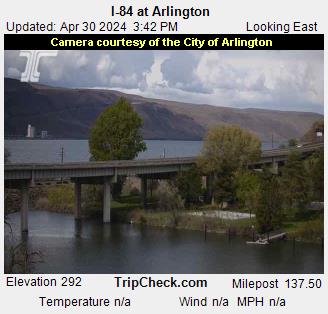 I-84 at Arlington
Updated: Apr 30 2024 3:42 PM Looking East
Camera courtesy of the City of Arlington
Elevation 292 TripCheck.com Milepost 137.50
Temperature n/a Wind n/a MPH n/a